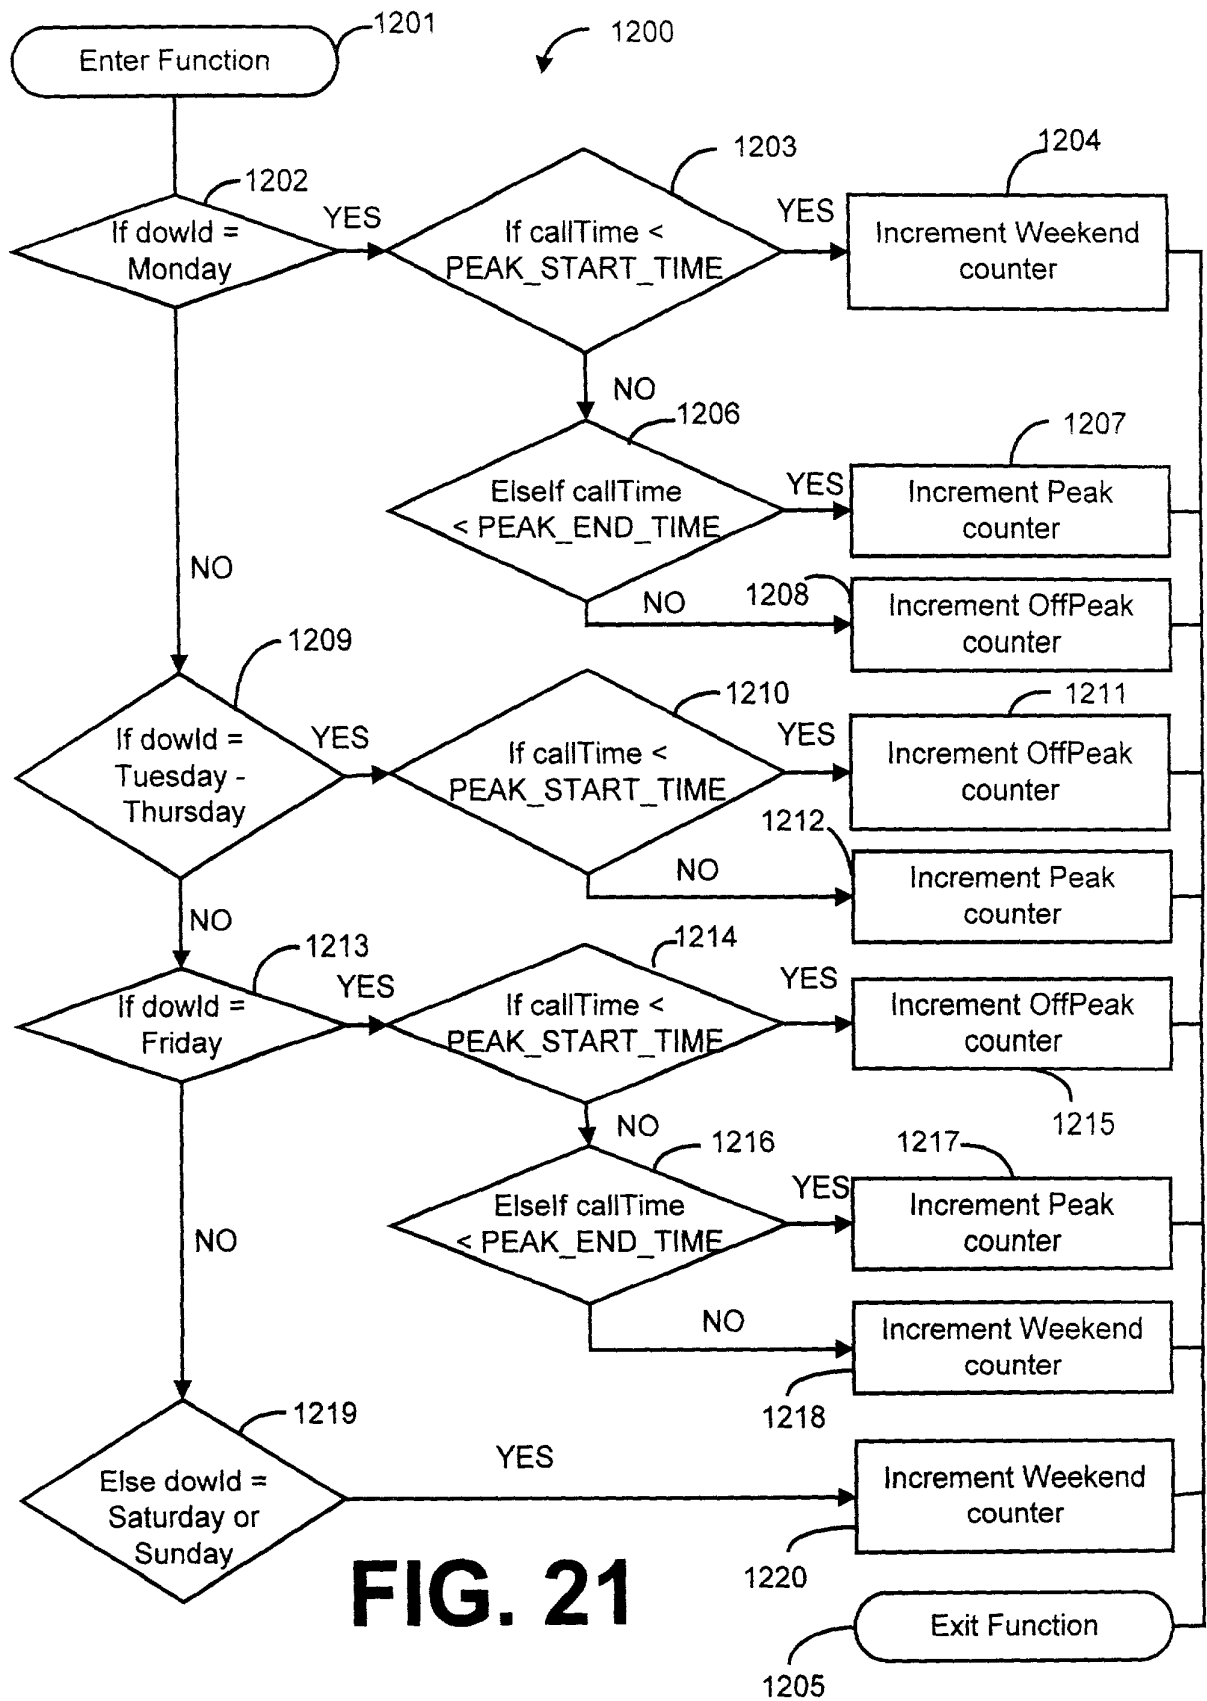 1201
1200
Enter Function
1202
1203
1204
If dowId =
Monday
YES
If callTime <
PEAK_START_TIME
YES
Increment Weekend
counter
NO
1206
1207
ElseIf callTime
< PEAK_END_TIME
YES
Increment Peak
counter
NO
NO
1208
Increment OffPeak
counter
1209
1210
1211
If dowId =
Tuesday -
Thursday
YES
If callTime <
PEAK_START_TIME
YES
Increment OffPeak
counter
1212
NO
Increment Peak
counter
NO
1213
1214
If dowId =
Friday
YES
If callTime <
PEAK_START_TIME
YES
Increment OffPeak
counter
1215
NO
1216
1217
ElseIf callTime
< PEAK_END_TIME
YES
Increment Peak
counter
NO
NO
Increment Weekend
counter
1218
1219
Else dowId =
Saturday or
Sunday
YES
Increment Weekend
counter
1220
FIG. 21
Exit Function
1205